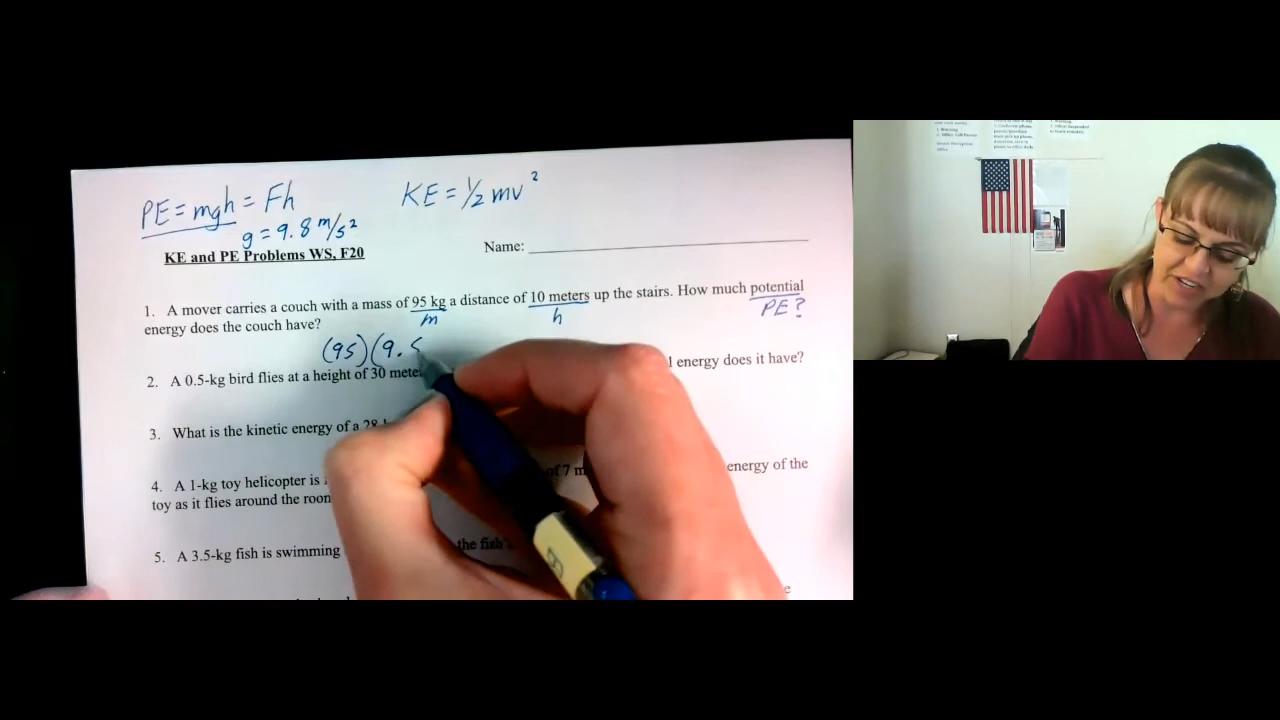 PE = mgh = Fh
g = 9.8 m/s²
KE = ½ mv²
KE and PE Problems WS, F20 Name:
1. A mover carries a couch with a mass of 95 kg a distance of 10 meters up the stairs. How much potential
m h PE?
energy does the couch have?
(95)(9.
2. A 0.5-kg bird flies at a height of 30 energy does it have?
3. What is the kinetic energy of a 28
4. A 1-kg toy helicopter is of 7 energy of the
toy as it flies around the
5. A 3.5-kg fish is swimming the